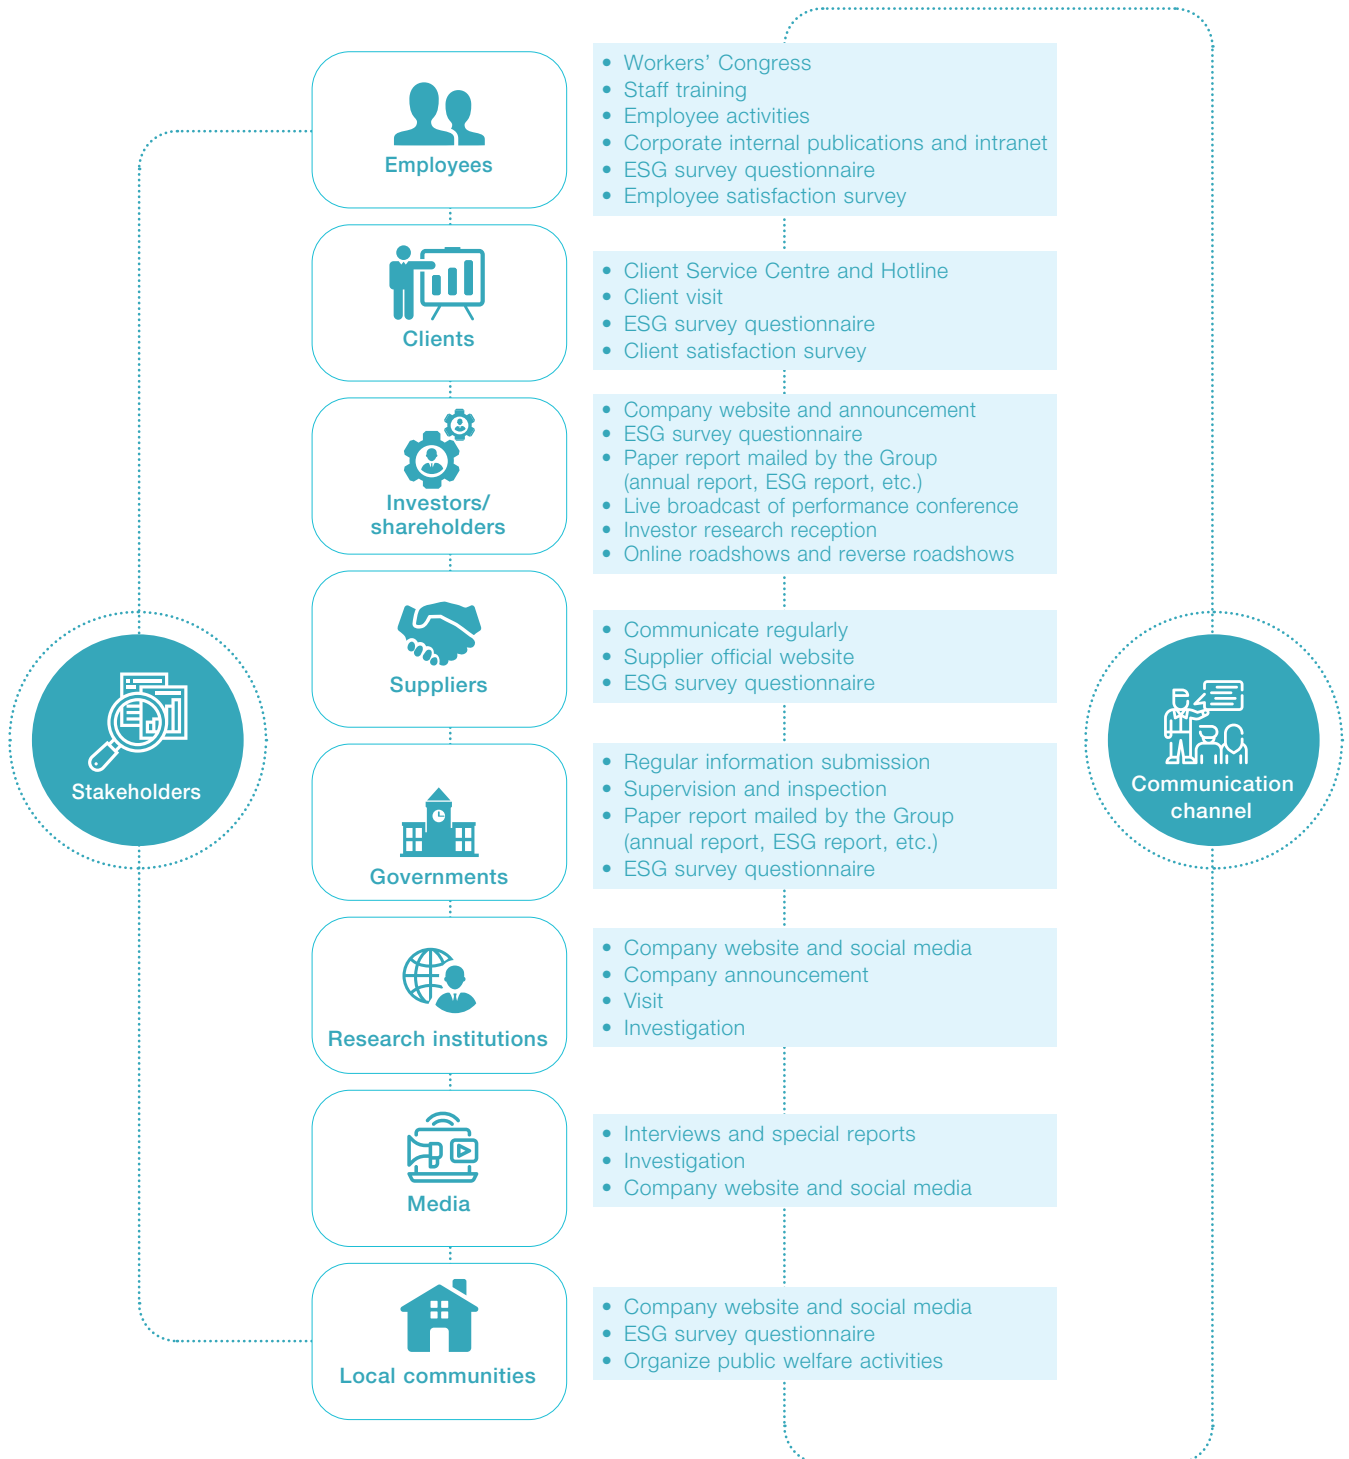 Employees
• Workers’ Congress
• Staff training
• Employee activities
• Corporate internal publications and intranet
• ESG survey questionnaire
• Employee satisfaction survey
Clients
• Client Service Centre and Hotline
• Client visit
• ESG survey questionnaire
• Client satisfaction survey
Investors/
shareholders
• Company website and announcement
• ESG survey questionnaire
• Paper report mailed by the Group
(annual report, ESG report, etc.)
• Live broadcast of performance conference
• Investor research reception
• Online roadshows and reverse roadshows
Suppliers
• Communicate regularly
• Supplier official website
• ESG survey questionnaire
Stakeholders
Communication
channel
Governments
• Regular information submission
• Supervision and inspection
• Paper report mailed by the Group
(annual report, ESG report, etc.)
• ESG survey questionnaire
Research institutions
• Company website and social media
• Company announcement
• Visit
• Investigation
Media
• Interviews and special reports
• Investigation
• Company website and social media
Local communities
• Company website and social media
• ESG survey questionnaire
• Organize public welfare activities